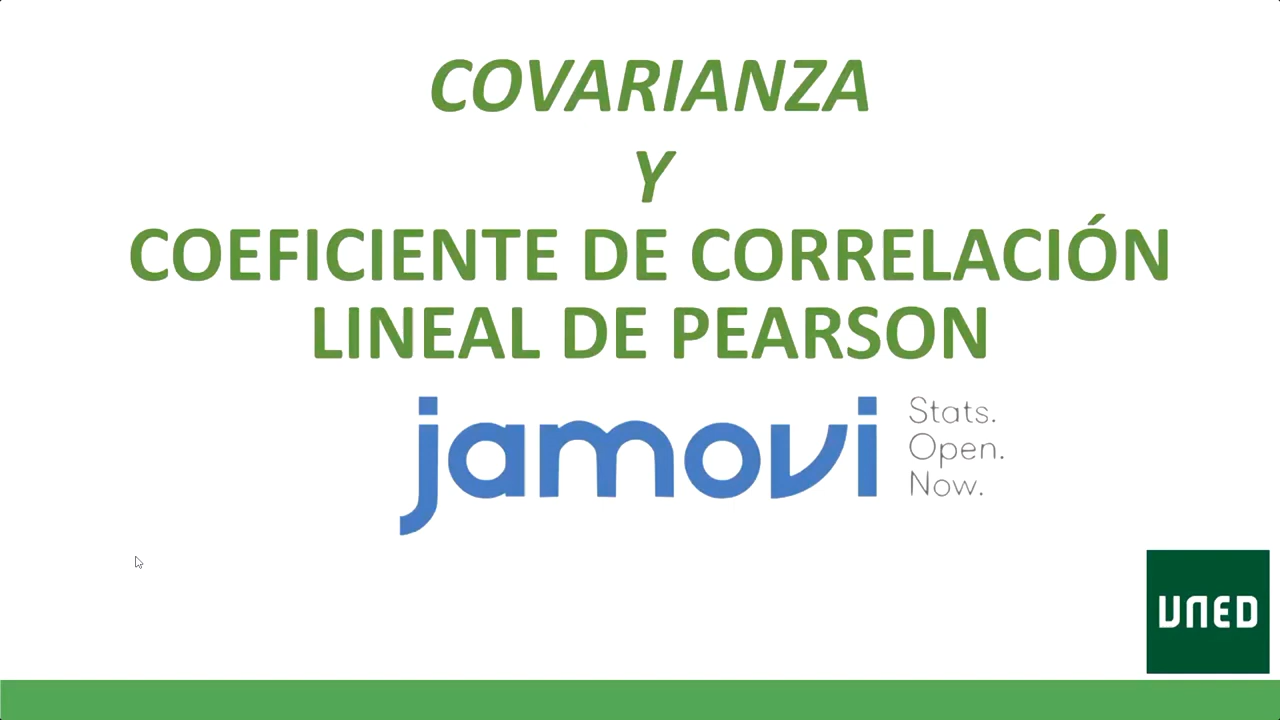 COVARIANZA
Y
COEFICIENTE DE CORRELACIÓN
LINEAL DE PEARSON
jamovi
Stats.
Open.
Now.
UNED